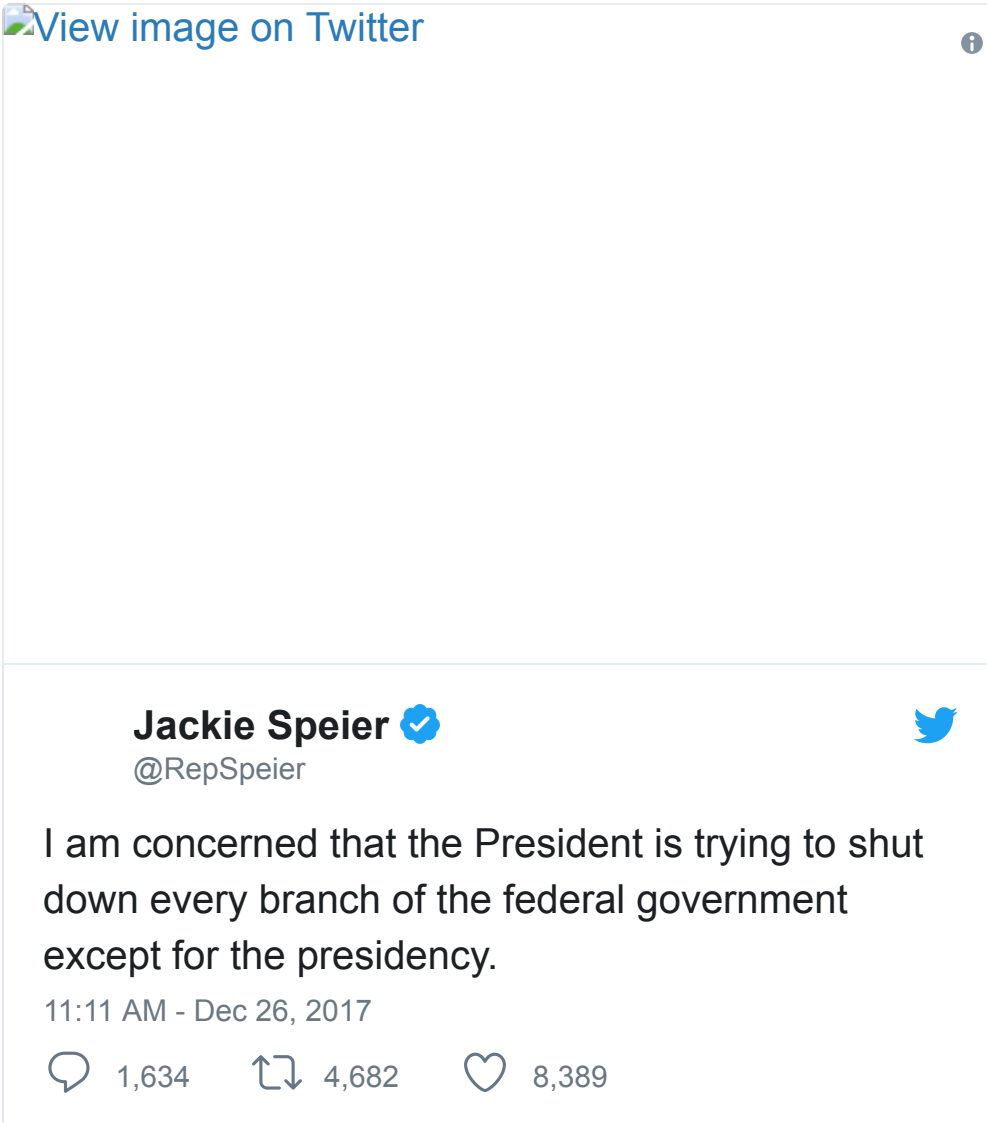 View image on Twitter
Jackie Speier
@RepSpeier
I am concerned that the President is trying to shut
down every branch of the federal government
except for the presidency.
11:11 AM - Dec 26, 2017
1,634 4,682 8,389